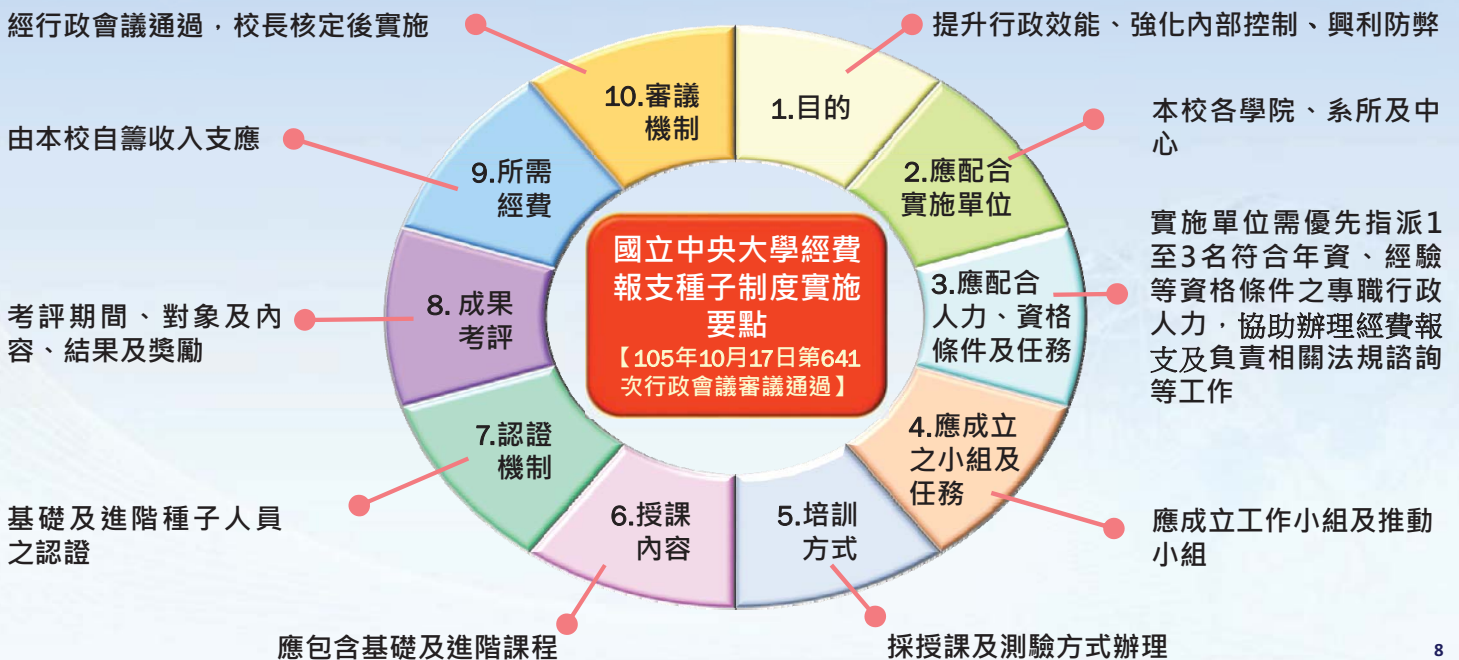 國立中央大學經費
報支種子制度實施
要點
【105年10月17日第641
次行政會議審議通過】
1.目的
提升行政效能、強化內部控制、興利防弊
2.應配合
實施單位
本校各學院、系所及中
心
3.應配合
人力、資格
條件及任務
實施單位需優先指派1
至3名符合年資、經驗
等資格條件之專職行政
人力，協助辦理經費報
支及負責相關法規諮詢
等工作
4.應成立
之小組及
任務
應成立工作小組及推動
小組
5.培訓
方式
採授課及測驗方式辦理
6.授課
內容
應包含基礎及進階課程
7.認證
機制
基礎及進階種子人員
之認證
8.成果
考評
考評期間、對象及內
容、結果及獎勵
9.所需
經費
由本校自籌收入支應
10.審議
機制
經行政會議通過，校長核定後實施
8